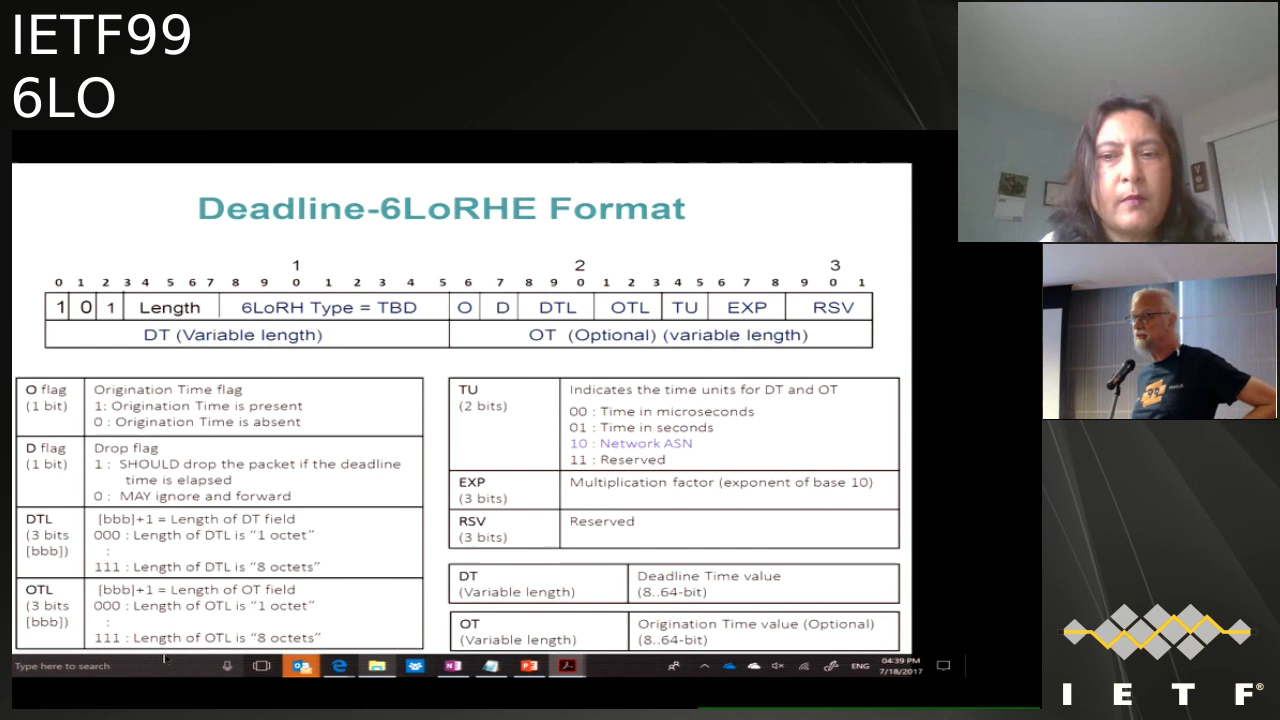 IETF99
6LO
Deadline-6LoRHE Format
1 2 3
0 1 2 3 4 5 6 7 8 9 0 1 2 3 4 5 6 7 8 9 0 1 2 3 4 5 6 7 8 9 0 1
1 0 1 Length 6LoRH Type = TBD O D DTL OTL TU EXP RSV
DT (Variable length) OT (Optional) (variable length)
O flag
(1 bit)
Origination Time flag
1: Origination Time is present
0 : Origination Time is absent
D flag
(1 bit)
Drop flag
1 : SHOULD drop the packet if the deadline
time is elapsed
0 : MAY ignore and forward
DTL
(3 bits
[bbb])
[bbb]+1 = Length of DT field
000 : Length of DTL is “1 octet”
:
111 : Length of DTL is “8 octets”
OTL
(3 bits
[bbb])
[bbb]+1 = Length of OT field
000 : Length of OTL is “1 octet”
:
111 : Length of OTL is “8 octets”
TU
(2 bits)
Indicates the time units for DT and OT
00 : Time in microseconds
01 : Time in seconds
10 : Network ASN
11 : Reserved
EXP
(3 bits)
Multiplication factor (exponent of base 10)
RSV
(3 bits)
Reserved
DT
(Variable length)
Deadline Time value
(8..64-bit)
OT
(Variable length)
Origination Time value (Optional)
(8..64-bit)
Type here to search
ENG
04:39 PM
7/18/2017
99
I E T F®